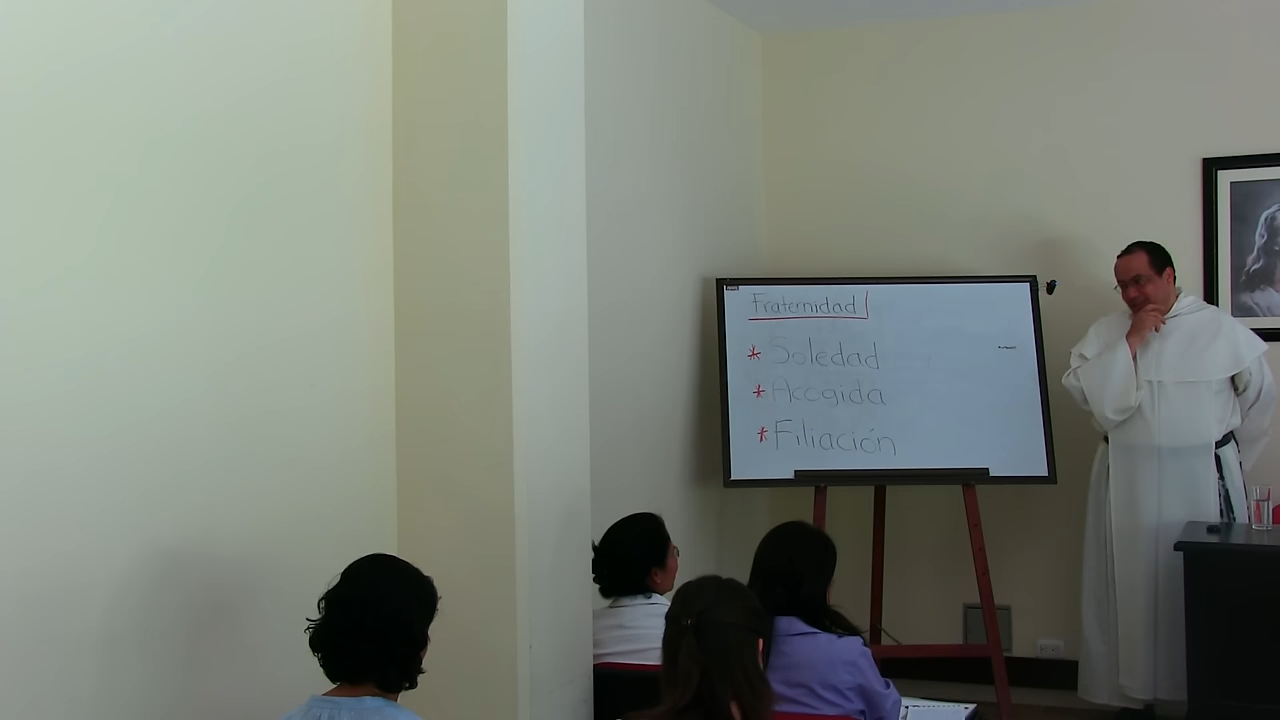 Fraternidad
* Soledad
* Acogida
* Filiación